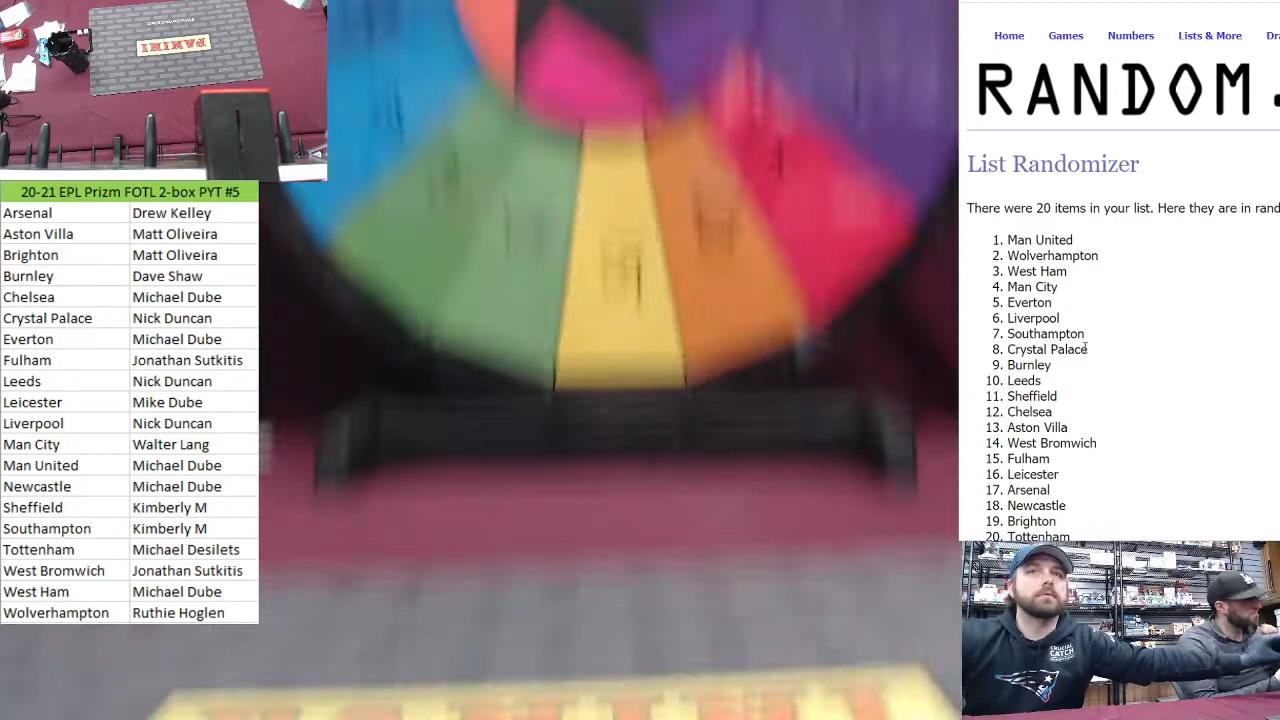 PANINI
20-21 EPL Prizm FOTL 2-box PYT #5
Arsenal Drew Kelley
Aston Villa Matt Oliveira
Brighton Matt Oliveira
Burnley Dave Shaw
Chelsea Michael Dube
Crystal Palace Nick Duncan
Everton Michael Dube
Fulham Jonathan Sutkitis
Leeds Nick Duncan
Leicester Mike Dube
Liverpool Nick Duncan
Man City Walter Lang
Man United Michael Dube
Newcastle Michael Dube
Sheffield Kimberly M
Southampton Kimberly M
Tottenham Michael Desilets
West Bromwich Jonathan Sutkitis
West Ham Michael Dube
Wolverhampton Ruthie Hoglen
Home Games Numbers Lists & More Dra
RANDOM.
List Randomizer
There were 20 items in your list. Here they are in rand
1. Man United
2. Wolverhampton
3. West Ham
4. Man City
5. Everton
6. Liverpool
7. Southampton
8. Crystal Palace
9. Burnley
10. Leeds
11. Sheffield
12. Chelsea
13. Aston Villa
14. West Bromwich
15. Fulham
16. Leicester
17. Arsenal
18. Newcastle
19. Brighton
20. Tottenham
CRUCIAL
CATCH